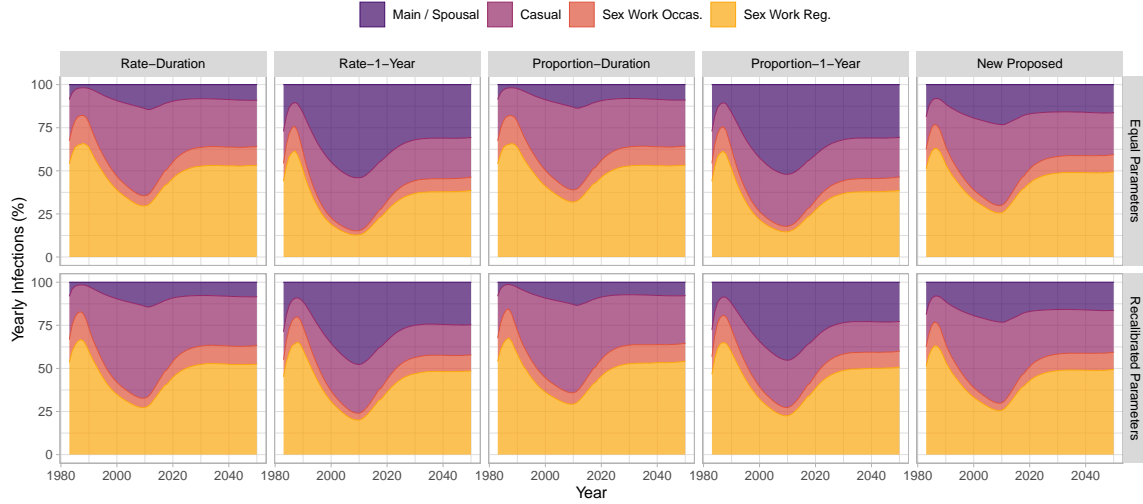 Main / Spousal Casual Sex Work Occas. Sex Work Reg.
Rate−Duration Rate−1−Year Proportion−Duration Proportion−1−Year New Proposed
Yearly Infections (%)
100
75
50
25
0
Equal Parameters
100
75
50
25
0
Recalibrated Parameters
1980 2000 2020 2040 1980 2000 2020 2040 1980 2000 2020 2040 1980 2000 2020 2040 1980 2000 2020 2040
Year